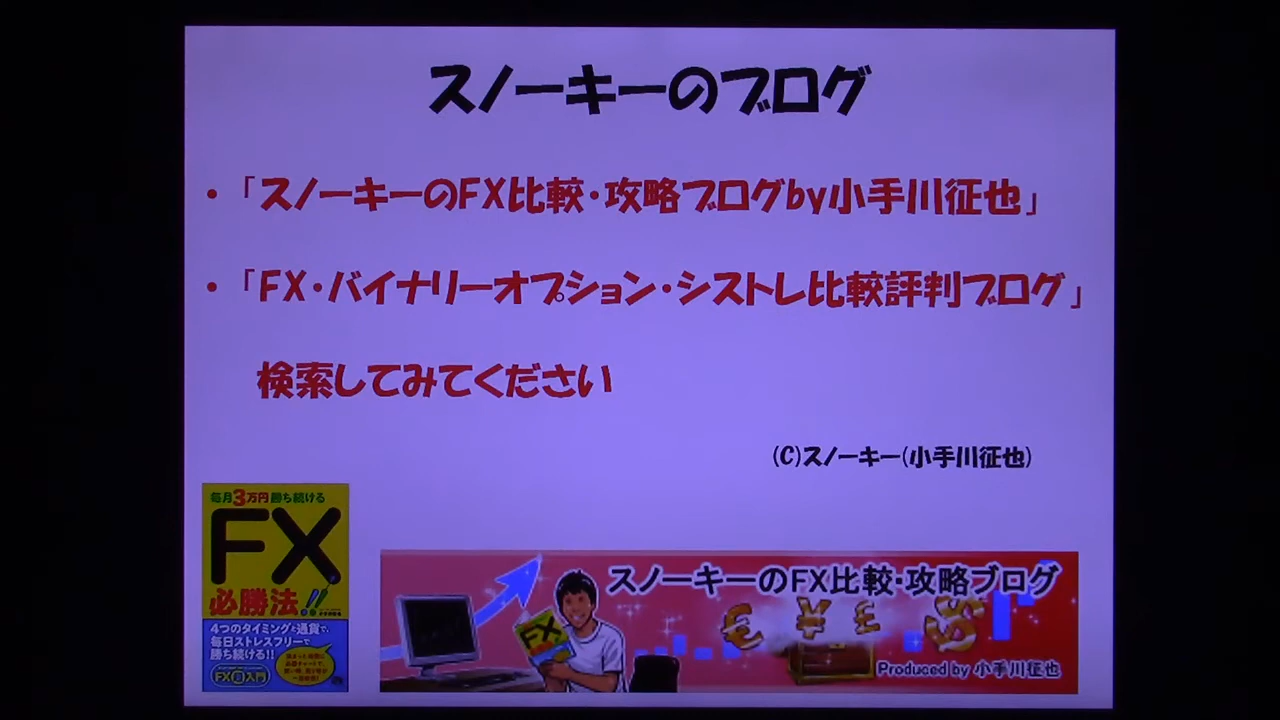 スノーキーのブログ
・「スノーキーのFX比較・攻略ブログby小手川征也」
・「FX・バイナリーオプション・シストレ比較評判ブログ」
検索してみてください
(C)スノーキー(小手川征也)
毎月3万円勝ち続ける
FX
必勝法!!
4つのタイミングと通貨で、
毎日ストレスフリーで
勝ち続ける!!
FX超入門
スノーキーのFX比較・攻略ブログ
FX
Produced by 小手川征也